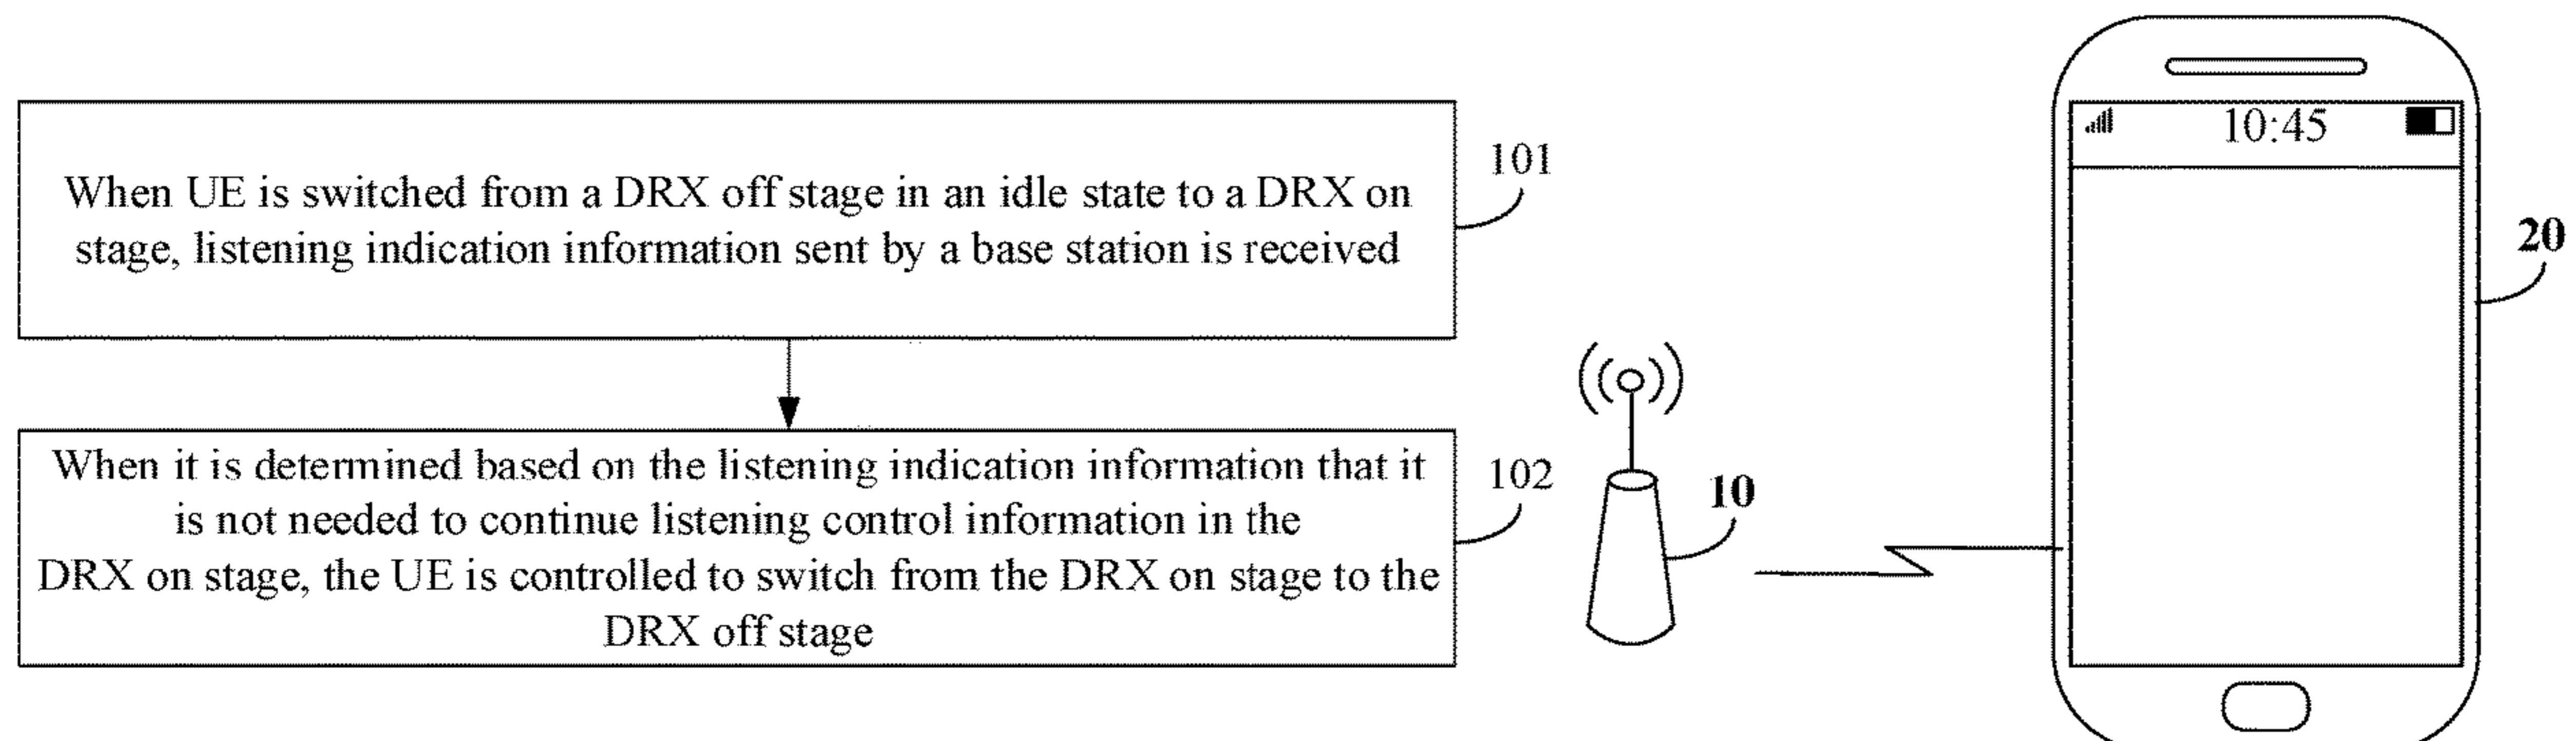 When UE is switched from a DRX off stage in an idle state to a DRX on
stage, listening indication information sent by a base station is received
101
When it is determined based on the listening indication information that it
is not needed to continue listening control information in the
DRX on stage, the UE is controlled to switch from the DRX on stage to the
DRX off stage
102
10
10:45
20